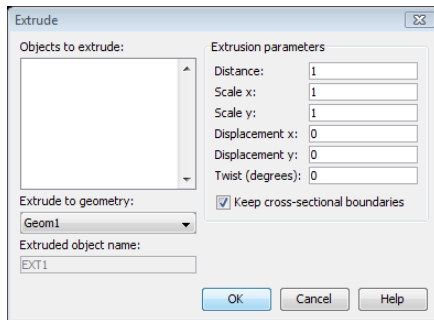 Extrude
Objects to extrude:
Extrude to geometry:
Geom1
Extruded object name:
EXT1
Extrusion parameters
Distance: 1
Scale x: 1
Scale y: 1
Displacement x: 0
Displacement y: 0
Twist (degrees): 0
Keep cross-sectional boundaries
OK Cancel Help